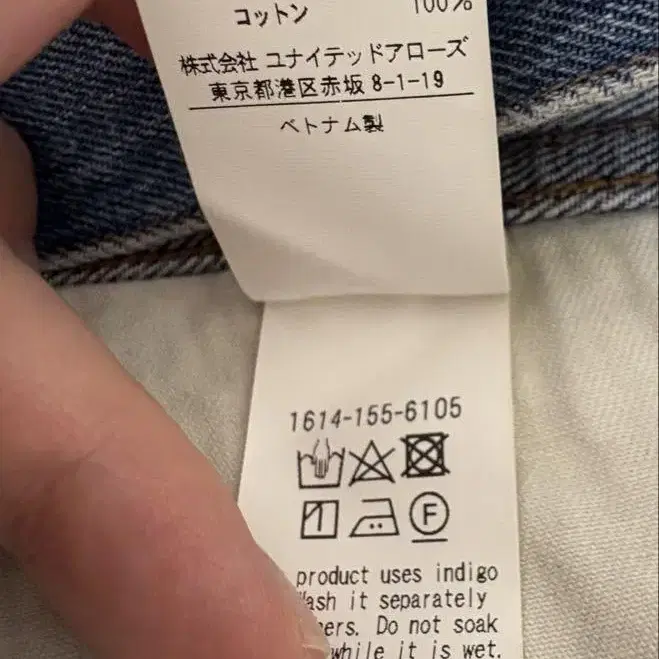 コットン 100%
株式会社 ユナイテッドアローズ
東京都港区赤坂 8-1-19
ベトナム製
1614-155-6105
F
product uses indigo
it separately
Do not soak
while it is wet.